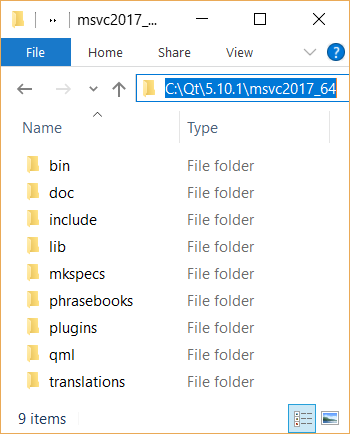 msvc2017_...
File Home Share View
C:\Qt\5.10.1\msvc2017_64
Name Type
bin File folder
doc File folder
include File folder
lib File folder
mkspecs File folder
phrasebooks File folder
plugins File folder
qml File folder
translations File folder
9 items